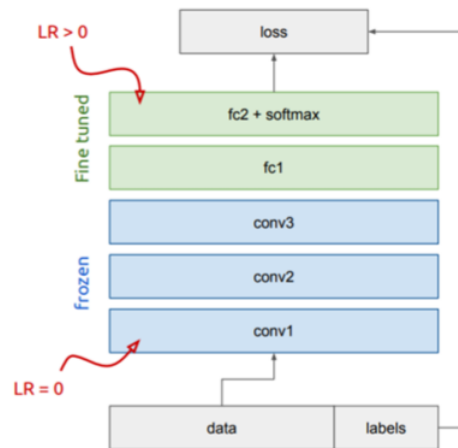 LR > 0
loss
Fine tuned
fc2 + softmax
fc1
frozen
conv3
conv2
conv1
LR = 0
data
labels